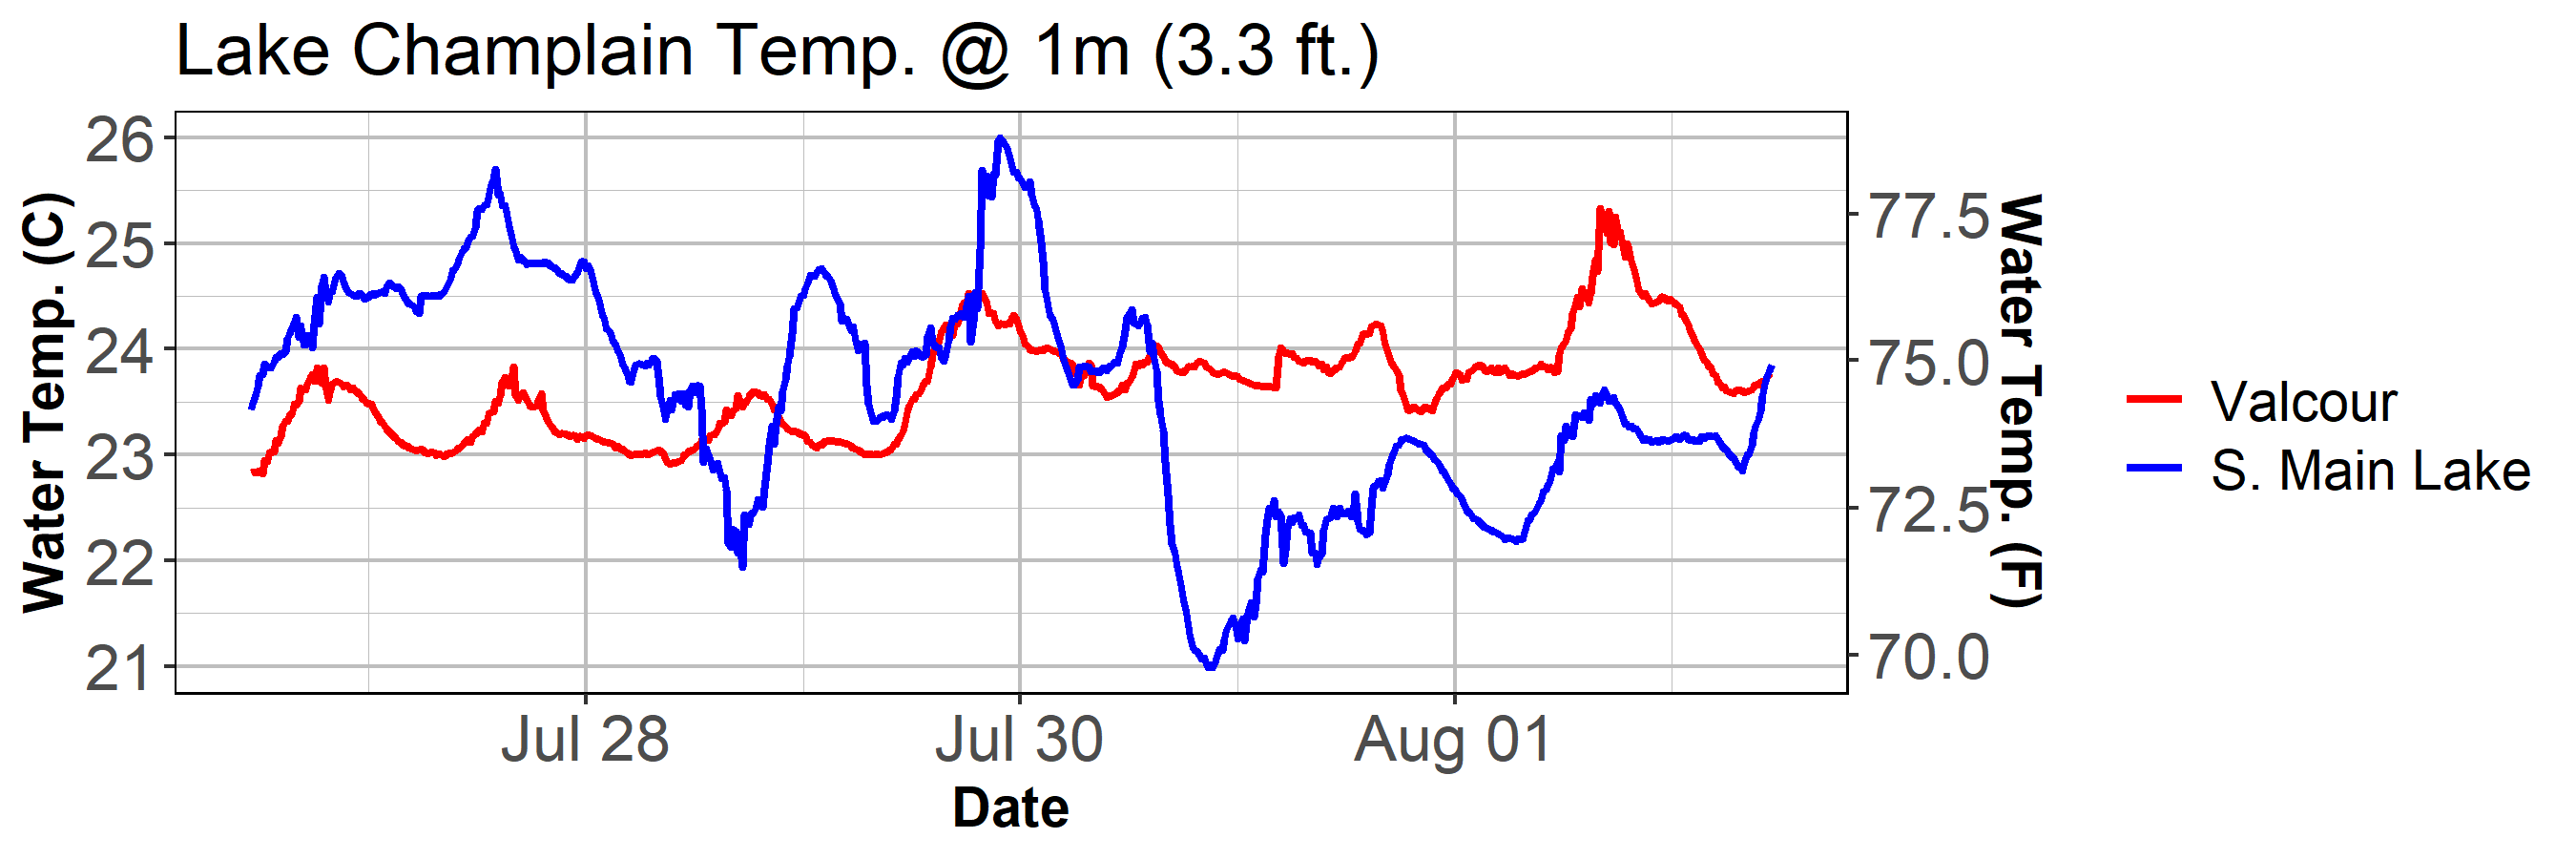 Lake Champlain Temp. @ 1m (3.3 ft.)
Water Temp. (C)
26
25
24
23
22
21
77.5
75.0
72.5
70.0
Water Temp. (F)
Jul 28
Jul 30
Aug 01
Date
Valcour
S. Main Lake